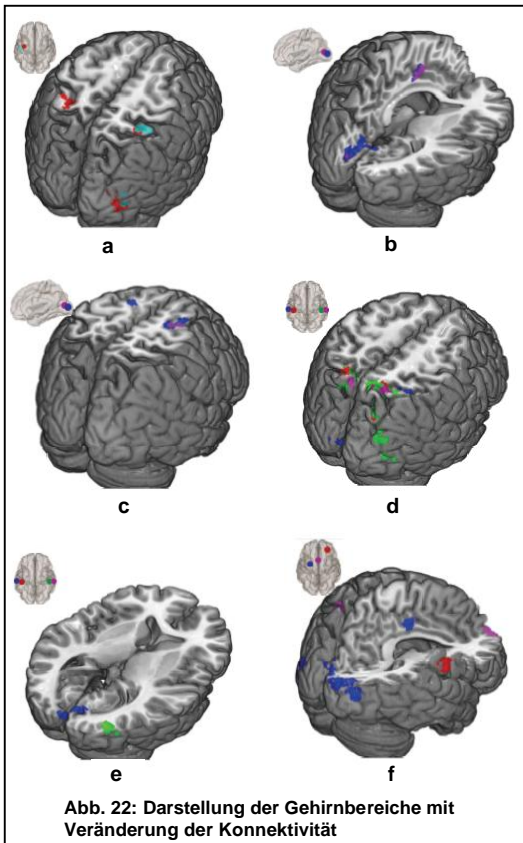 a
b
c
d
e
f
Abb. 22: Darstellung der Gehirnbereiche mit
Veränderung der Konnektivität